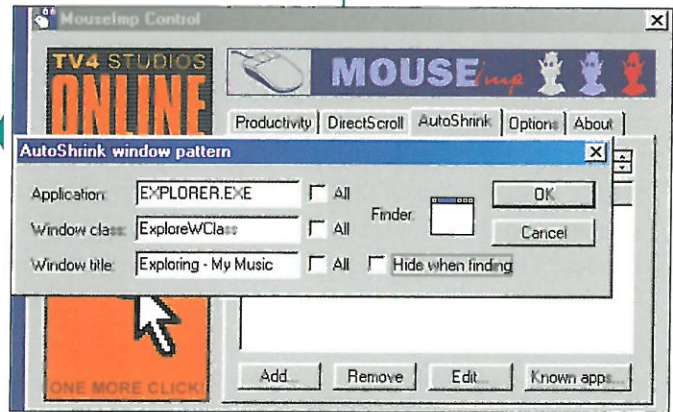 MouseImp Control
TV4 STUDIOS
ONLINE
MOUSE imp
Productivity DirectScroll AutoShrink Options About
AutoShrink window pattern
Application: EXPLORER.EXE All Finder: OK
Window class: ExploreWClass All Cancel
Window title: Exploring - My Music All Hide when finding
ONE MORE CLICK!
Add... Remove Edit... Known apps...